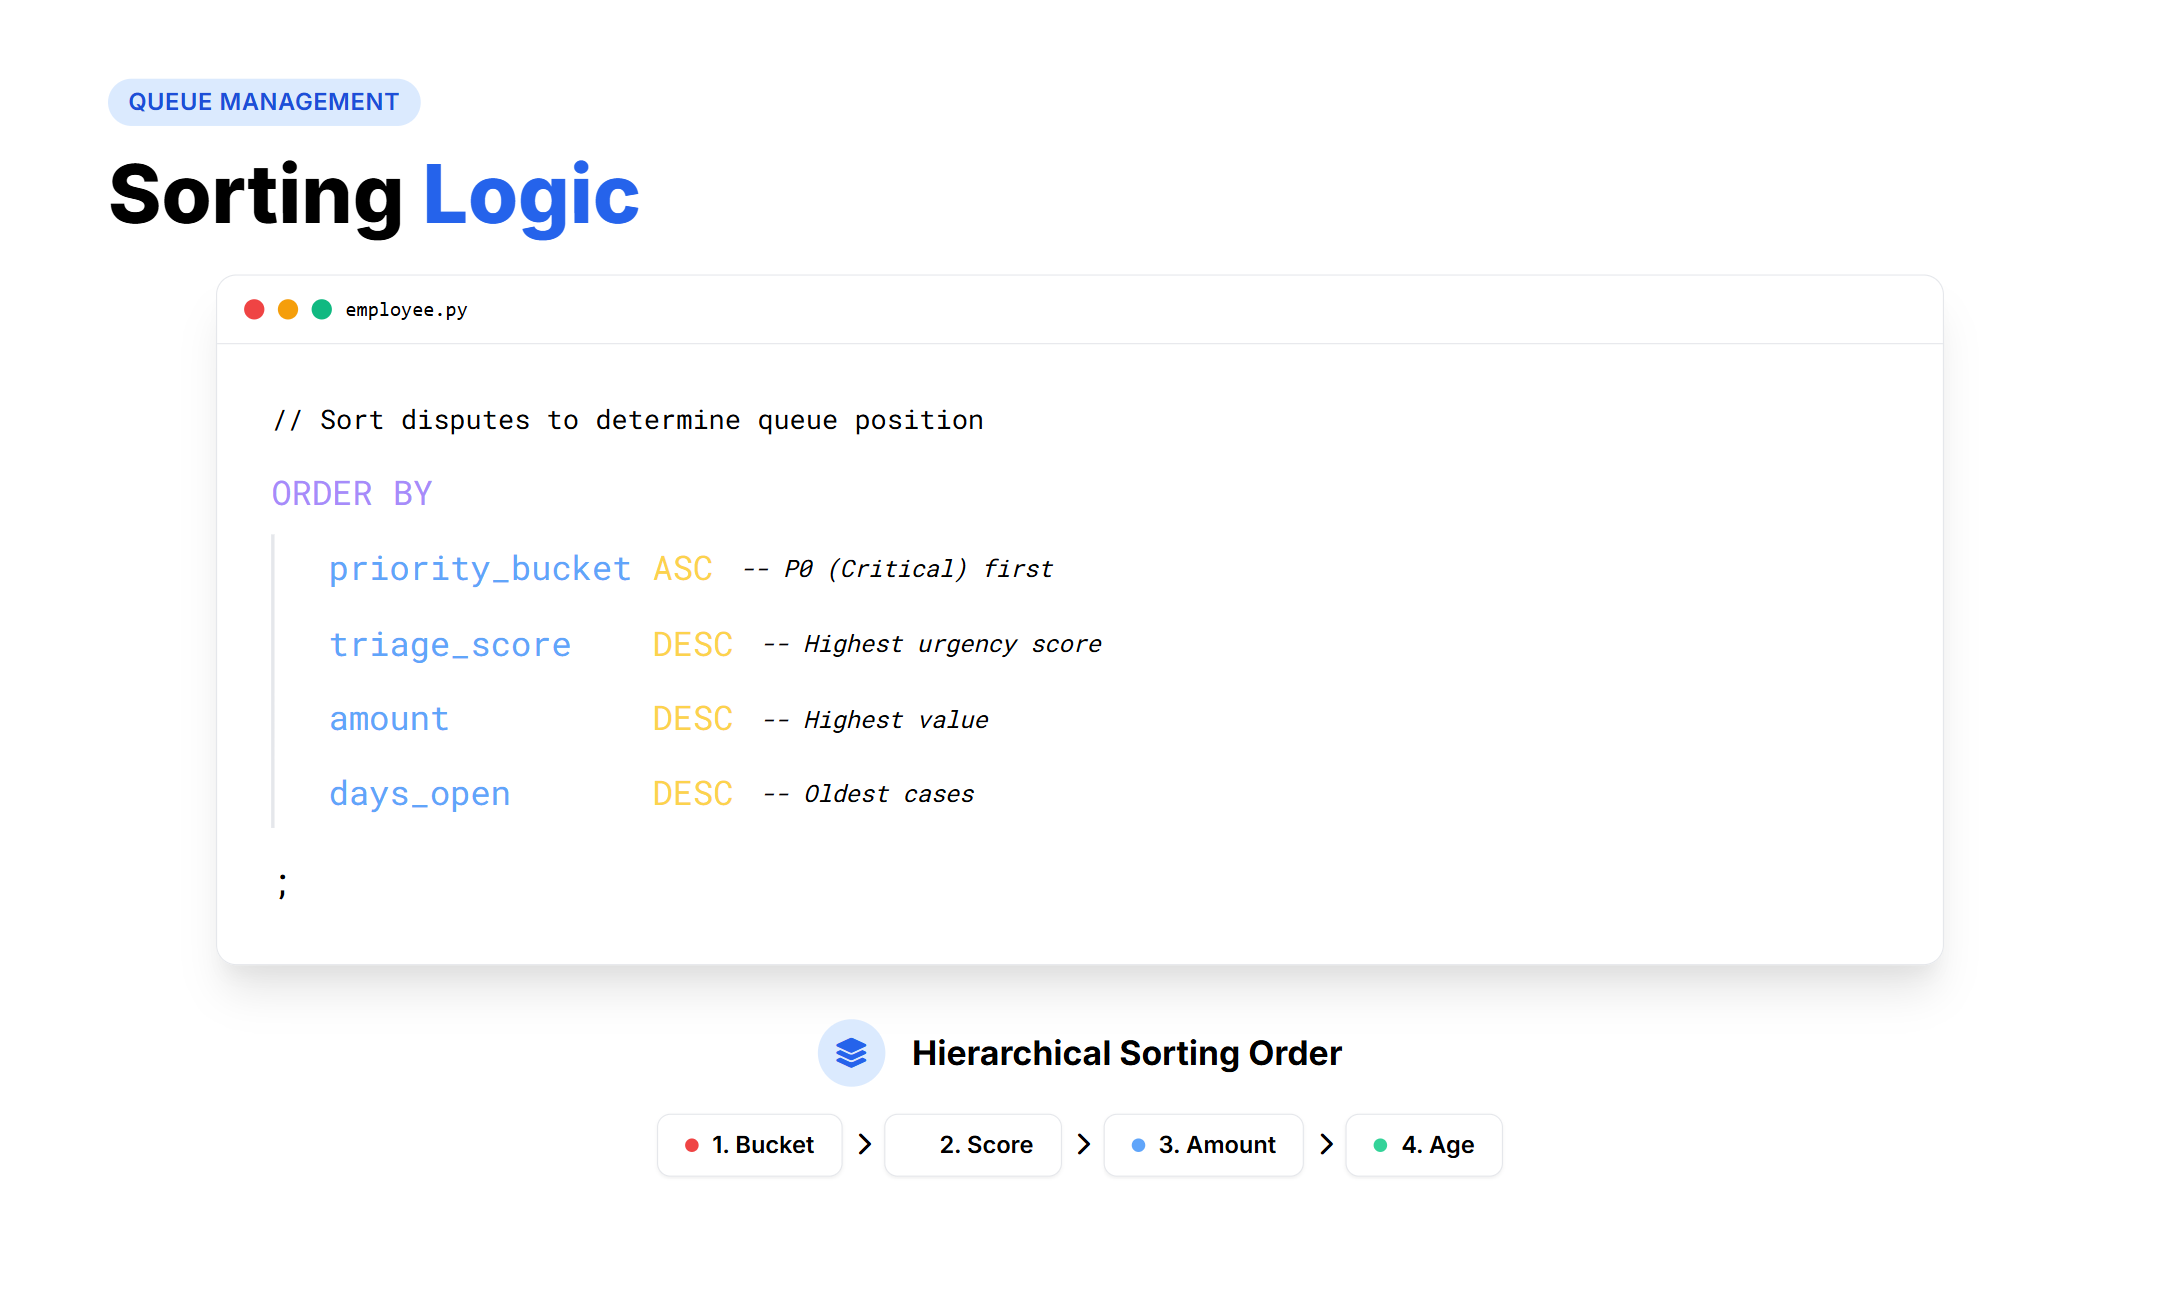 QUEUE MANAGEMENT
Sorting Logic
employee.py
// Sort disputes to determine queue position
ORDER BY
priority_bucket ASC -- P0 (Critical) first
triage_score DESC -- Highest urgency score
amount DESC -- Highest value
days_open DESC -- Oldest cases
;
Hierarchical Sorting Order
1. Bucket > 2. Score > 3. Amount > 4. Age